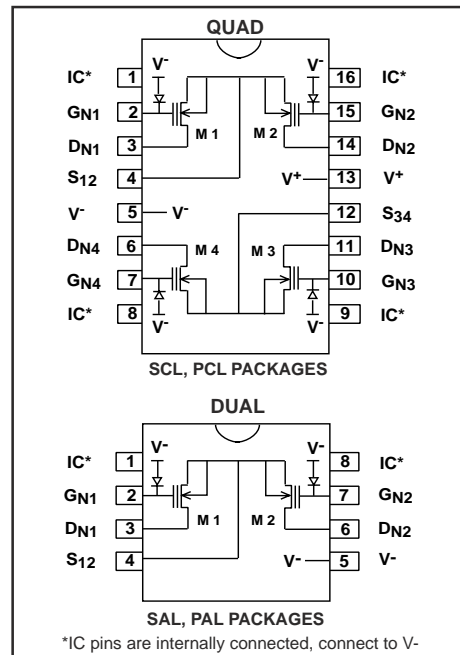 QUAD
V- V-
IC* 1 16 IC*
GN1 2 15 GN2
M 1 M 2
DN1 3 14 DN2
S12 4 V+ 13 V+
V- 5 V- 12 S34
DN4 6 M 4 M 3 11 DN3
GN4 7 10 GN3
IC* 8 9 IC*
V- V-
SCL, PCL PACKAGES
DUAL
V- V-
IC* 1 8 IC*
GN1 2 7 GN2
DN1 3 M 1 M 2 6 DN2
S12 4 V- 5 V-
SAL, PAL PACKAGES
*IC pins are internally connected, connect to V-